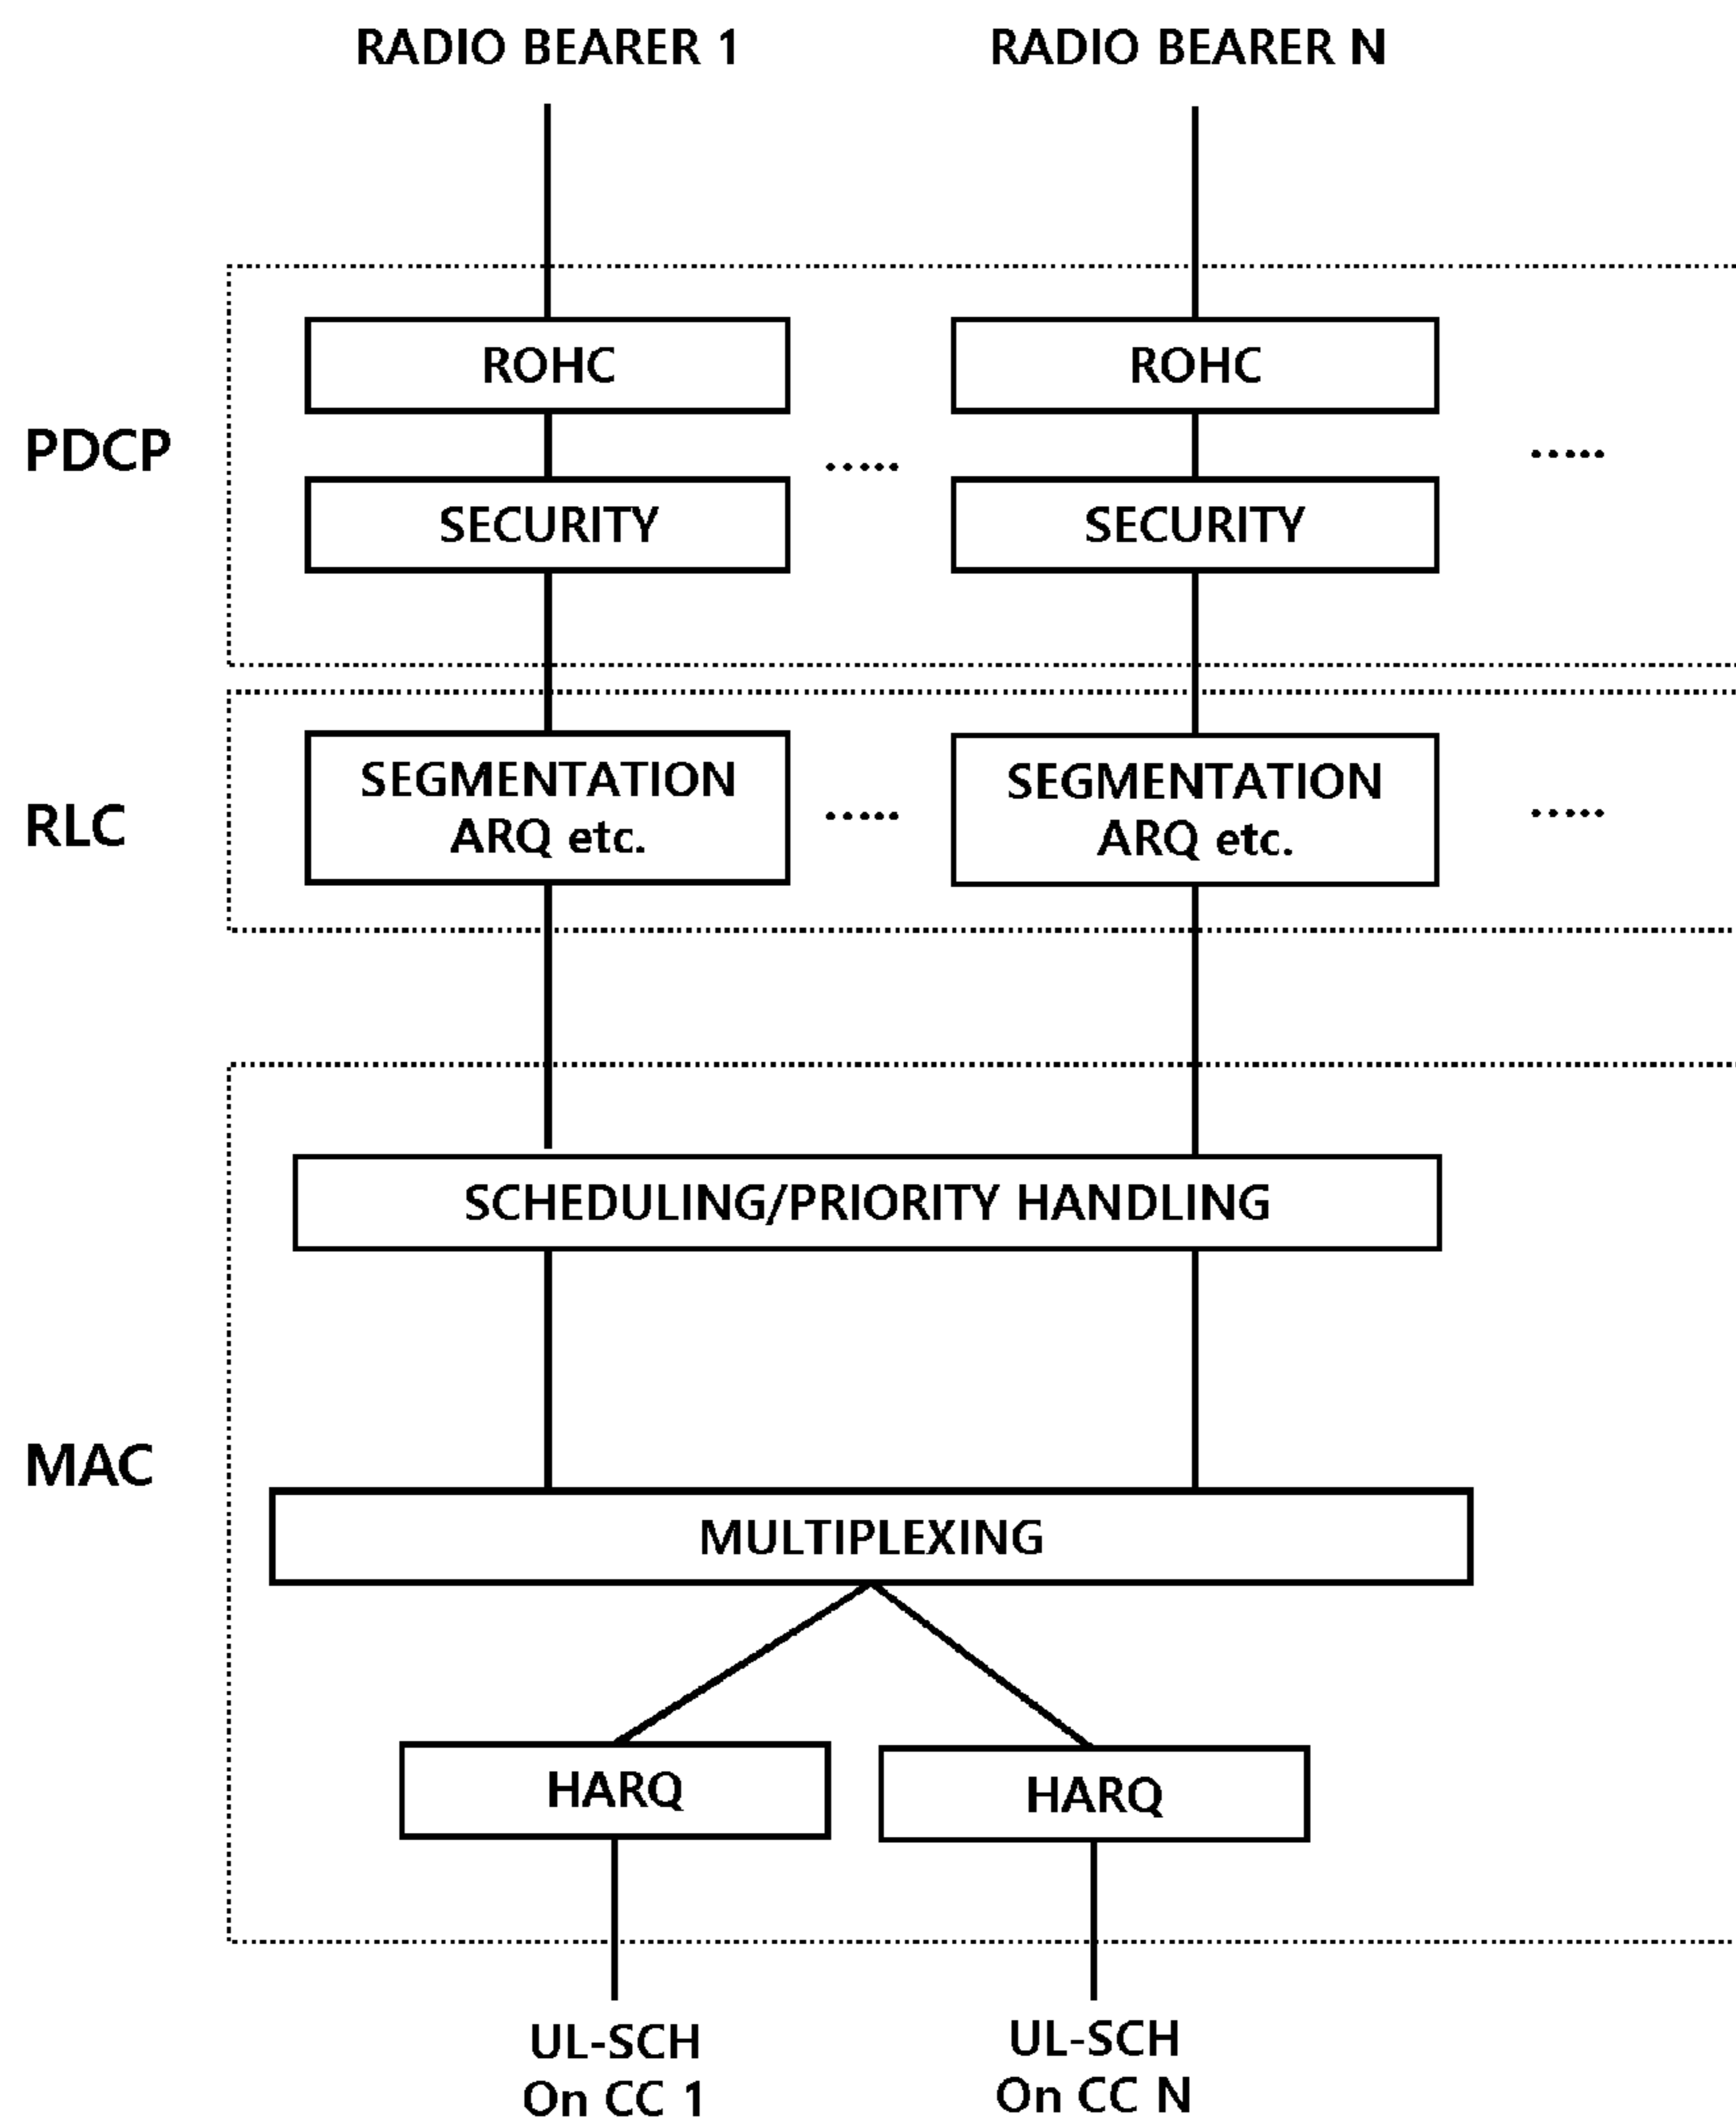 RADIO BEARER 1
RADIO BEARER N
PDCP
ROHC
ROHC
.....
.....
SECURITY
SECURITY
RLC
SEGMENTATION
ARQ etc.
.....
SEGMENTATION
ARQ etc.
.....
MAC
SCHEDULING/PRIORITY HANDLING
MULTIPLEXING
HARQ
HARQ
UL-SCH
On CC 1
UL-SCH
On CC N